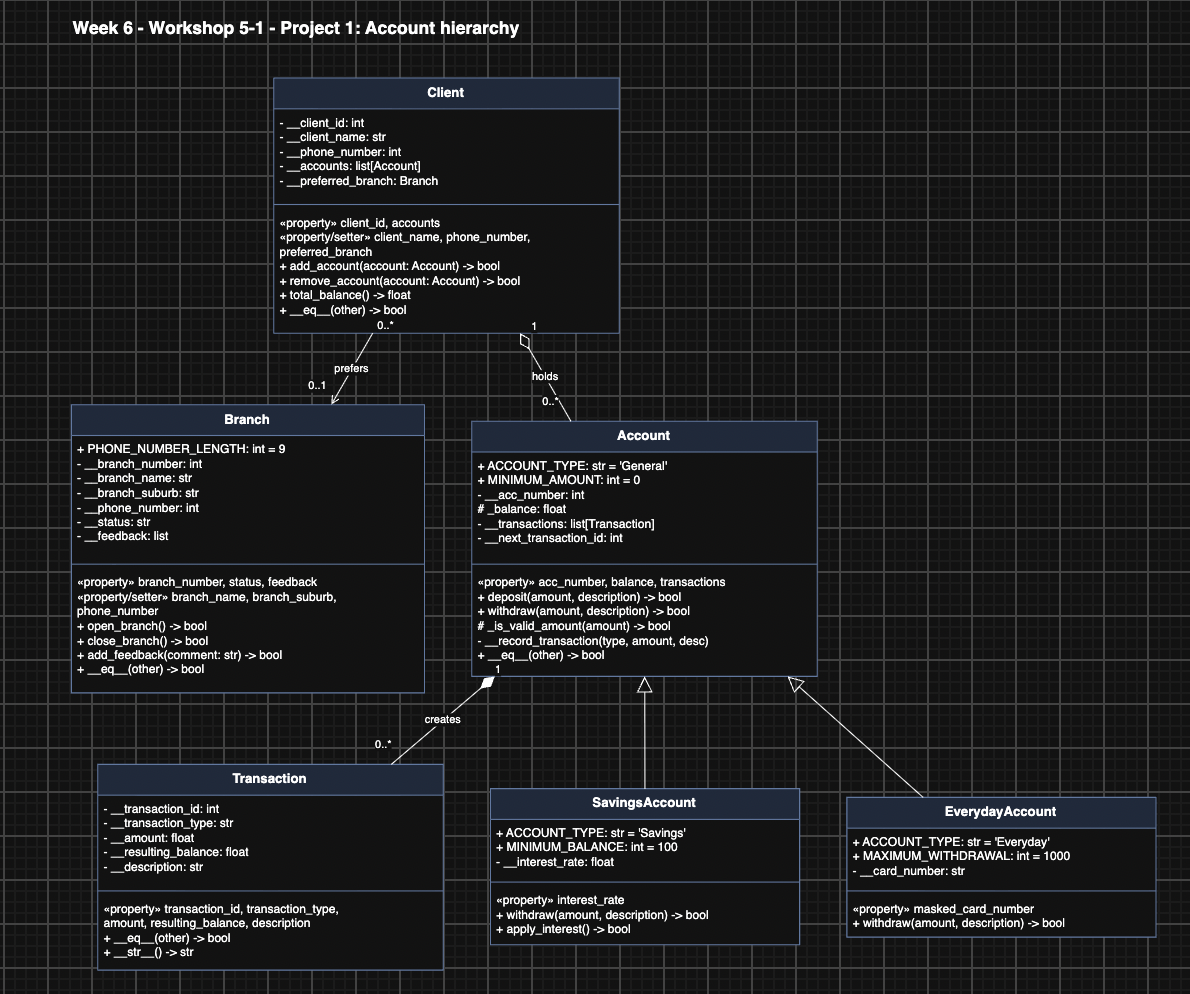 Week 6 - Workshop 5-1 - Project 1: Account hierarchy
Client
- __client_id: int
- __client_name: str
- __phone_number: int
- __accounts: list[Account]
- __preferred_branch: Branch
«property» client_id, accounts
«property/setter» client_name, phone_number,
preferred_branch
+ add_account(account: Account) -> bool
+ remove_account(account: Account) -> bool
+ total_balance() -> float
+ __eq__(other) -> bool
0..*
1
prefers
holds
0..1
0..*
Branch
+ PHONE_NUMBER_LENGTH: int = 9
- __branch_number: int
- __branch_name: str
- __branch_suburb: str
- __phone_number: int
- __status: str
- __feedback: list
«property» branch_number, status, feedback
«property/setter» branch_name, branch_suburb,
phone_number
+ open_branch() -> bool
+ close_branch() -> bool
+ add_feedback(comment: str) -> bool
+ __eq__(other) -> bool
Account
+ ACCOUNT_TYPE: str = 'General'
+ MINIMUM_AMOUNT: int = 0
- __acc_number: int
# _balance: float
- __transactions: list[Transaction]
- __next_transaction_id: int
«property» acc_number, balance, transactions
+ deposit(amount, description) -> bool
+ withdraw(amount, description) -> bool
# _is_valid_amount(amount) -> bool
- __record_transaction(type, amount, desc)
+ __eq__(other) -> bool
1
creates
0..*
Transaction
- __transaction_id: int
- __transaction_type: str
- __amount: float
- __resulting_balance: float
- __description: str
«property» transaction_id, transaction_type,
amount, resulting_balance, description
+ __eq__(other) -> bool
+ __str__() -> str
SavingsAccount
+ ACCOUNT_TYPE: str = 'Savings'
+ MINIMUM_BALANCE: int = 100
- __interest_rate: float
«property» interest_rate
+ withdraw(amount, description) -> bool
+ apply_interest() -> bool
EverydayAccount
+ ACCOUNT_TYPE: str = 'Everyday'
+ MAXIMUM_WITHDRAWAL: int = 1000
- __card_number: str
«property» masked_card_number
+ withdraw(amount, description) -> bool